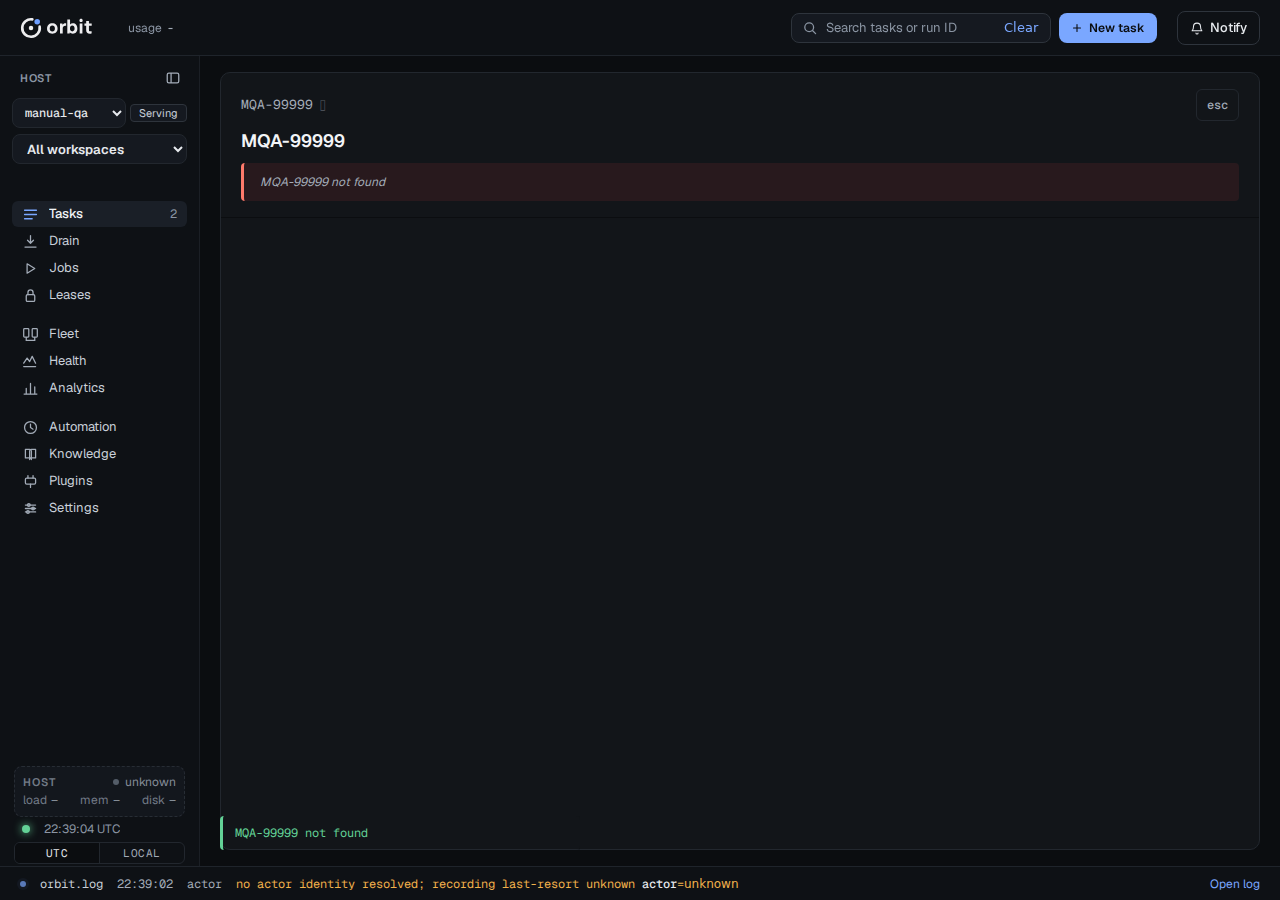 orbit
usage -
Search tasks or run ID
Clear
+ New task
Notify
HOST
manual-qa
Serving
All workspaces
Tasks
2
Drain
Jobs
Leases
Fleet
Health
Analytics
Automation
Knowledge
Plugins
Settings
HOST
unknown
load –
mem –
disk –
22:39:04 UTC
UTC
LOCAL
MQA-99999
esc
MQA-99999
MQA-99999 not found
MQA-99999 not found
orbit.log 22:39:02 actor no actor identity resolved; recording last-resort unknown actor=unknown
Open log